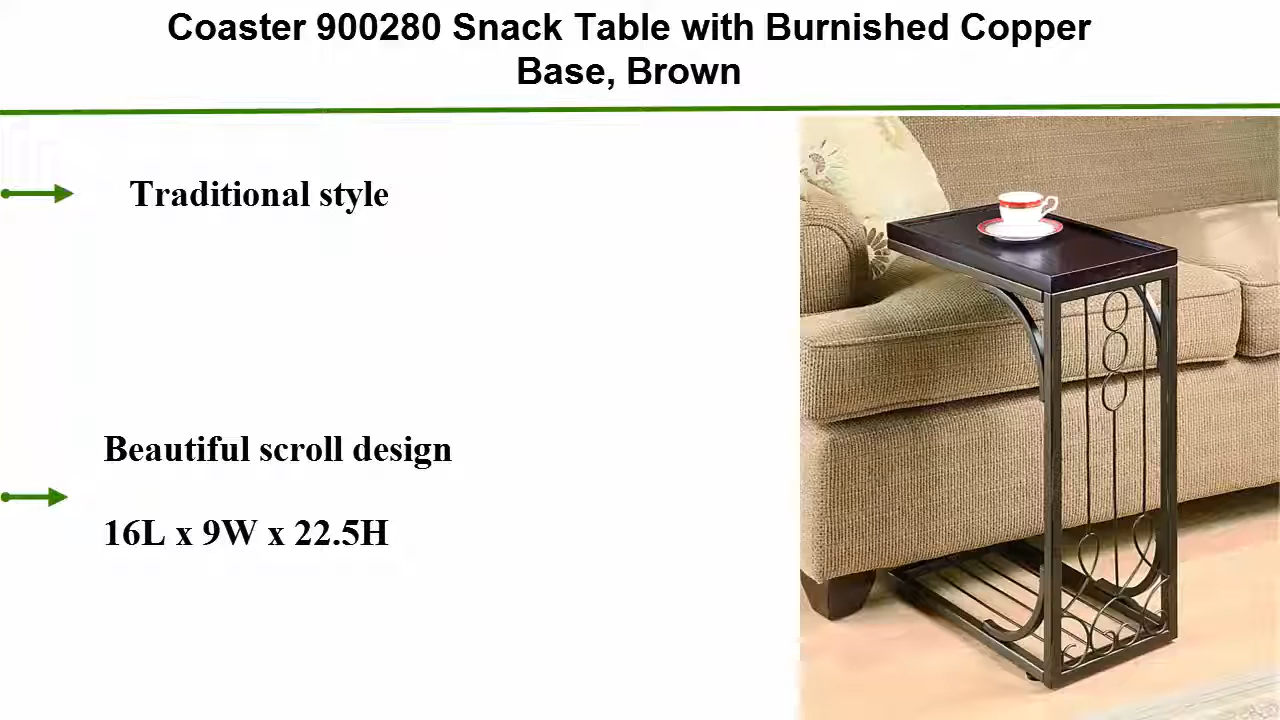 Coaster 900280 Snack Table with Burnished Copper
Base, Brown
Traditional style
Beautiful scroll design
16L x 9W x 22.5H